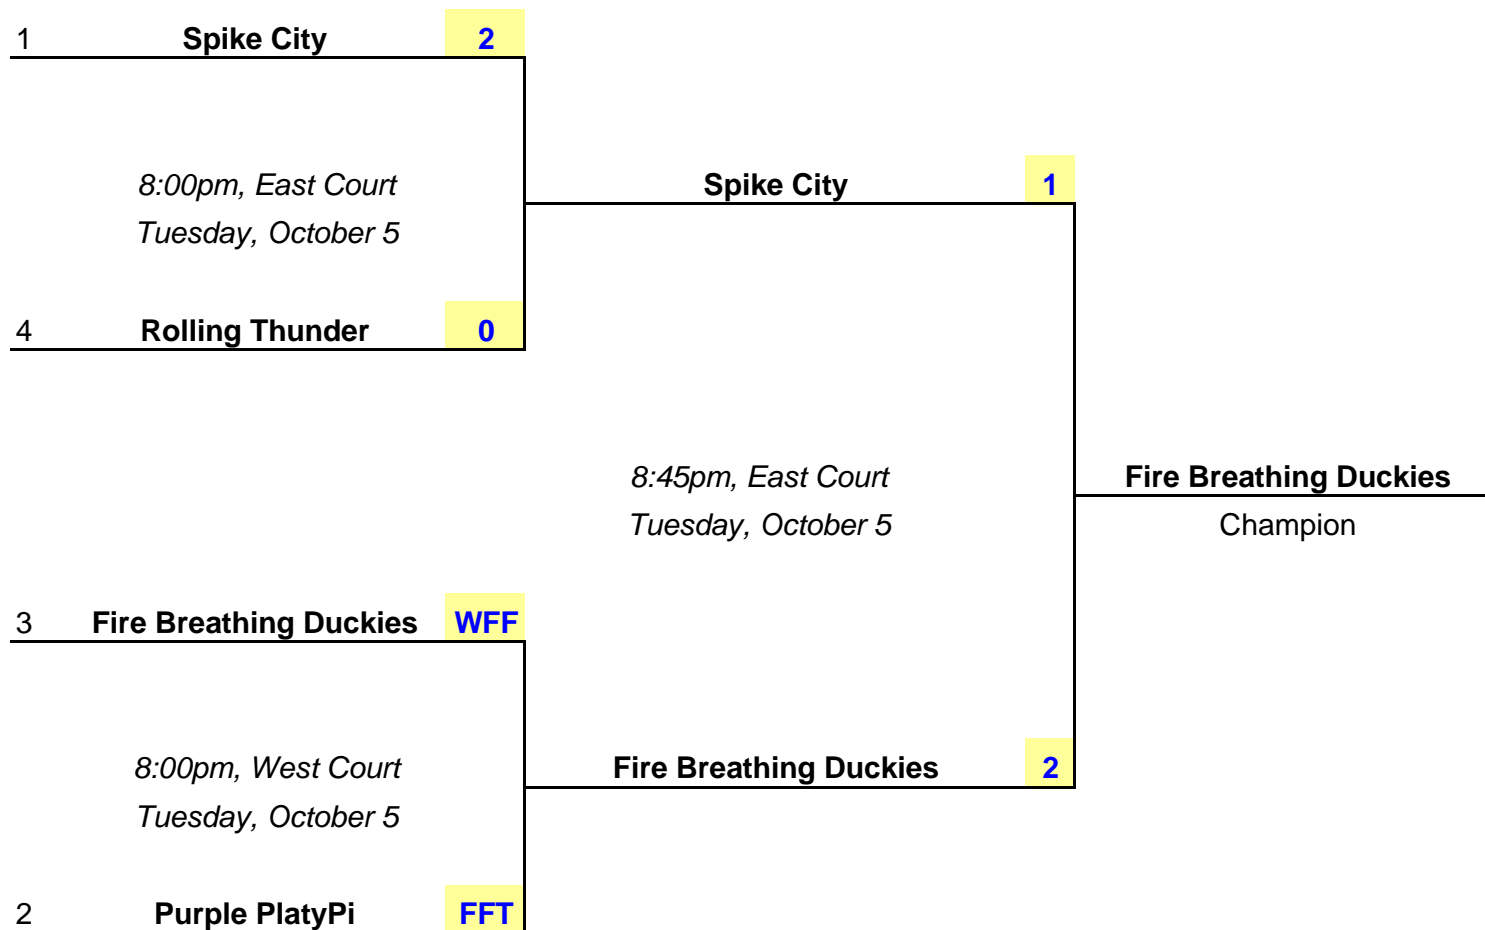 1 Spike City 2
8:00pm, East Court
Tuesday, October 5
Spike City 1
4 Rolling Thunder 0
8:45pm, East Court
Tuesday, October 5
Fire Breathing Duckies
Champion
3 Fire Breathing Duckies WFF
8:00pm, West Court
Tuesday, October 5
Fire Breathing Duckies 2
2 Purple PlatyPi FFT